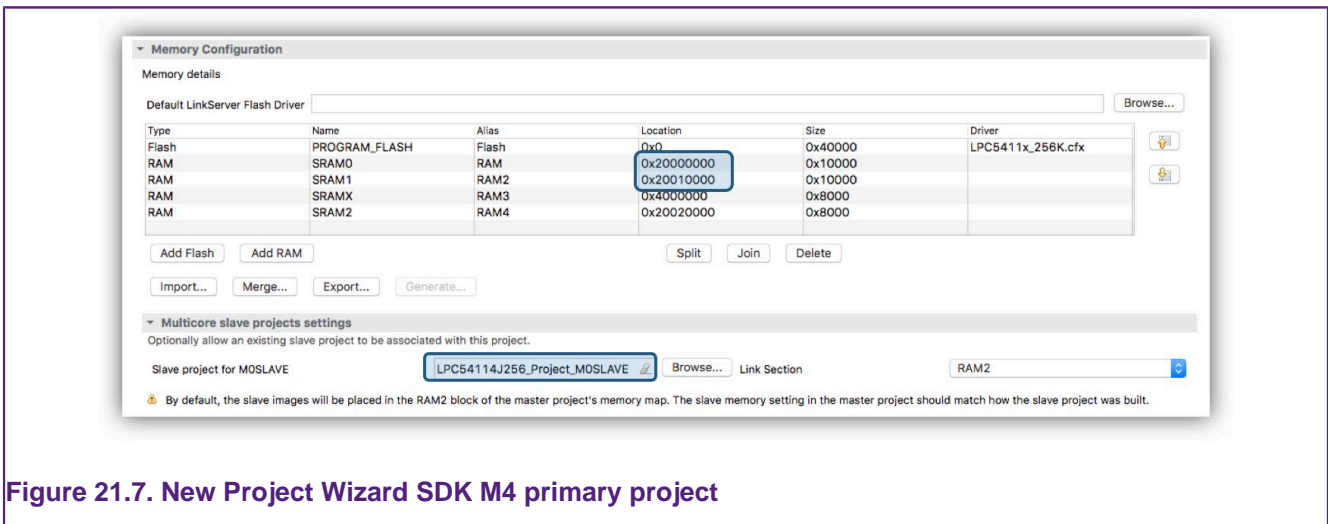 Memory Configuration
Memory details
Default LinkServer Flash Driver Browse...
Type Name Alias Location Size Driver
Flash PROGRAM_FLASH Flash 0x0 0x40000 LPC5411x_256K.cfx
RAM SRAM0 RAM 0x20000000 0x10000
RAM SRAM1 RAM2 0x20010000 0x10000
RAM SRAMX RAM3 0x4000000 0x8000
RAM SRAM2 RAM4 0x20020000 0x8000
Add Flash Add RAM Split Join Delete
Import... Merge... Export... Generate...
Multicore slave projects settings
Optionally allow an existing slave project to be associated with this project.
Slave project for M0SLAVE LPC54114J256_Project_M0SLAVE Browse... Link Section RAM2
By default, the slave images will be placed in the RAM2 block of the master project's memory map. The slave memory setting in the master project should match how the slave project was built.
Figure 21.7. New Project Wizard SDK M4 primary project